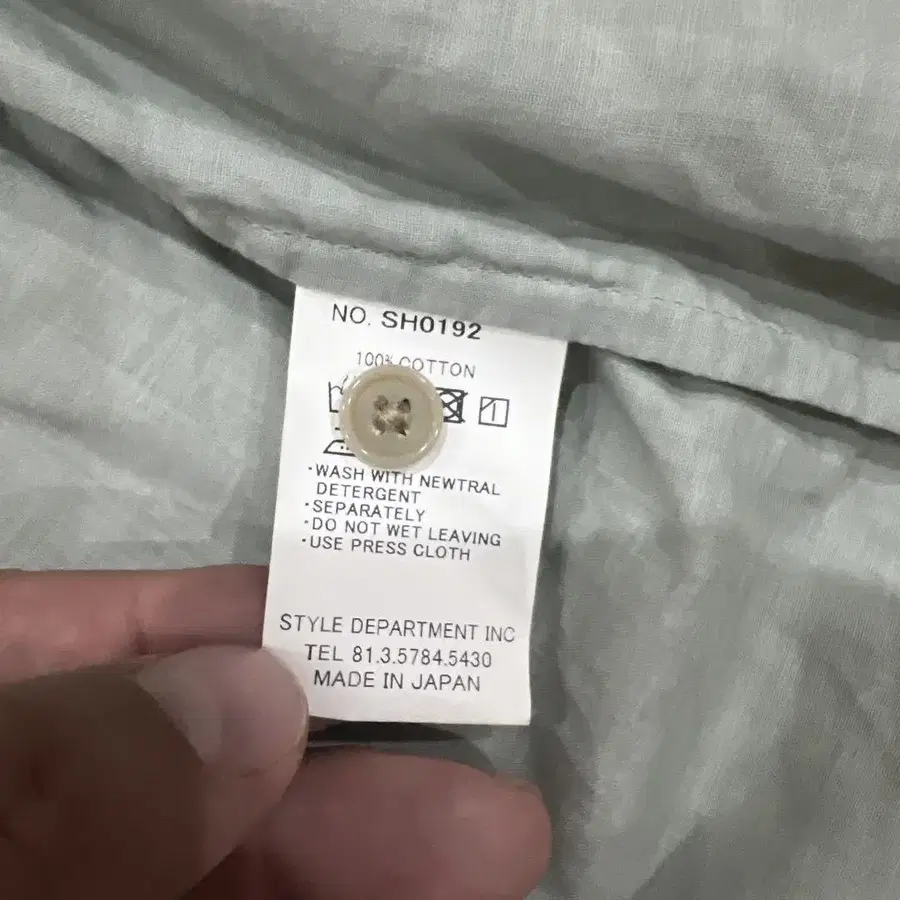 NO. SH0192
100% COTTON
·WASH WITH NEWTRAL
DETERGENT
·SEPARATELY
·DO NOT WET LEAVING
·USE PRESS CLOTH
STYLE DEPARTMENT INC
TEL 81.3.5784.5430
MADE IN JAPAN